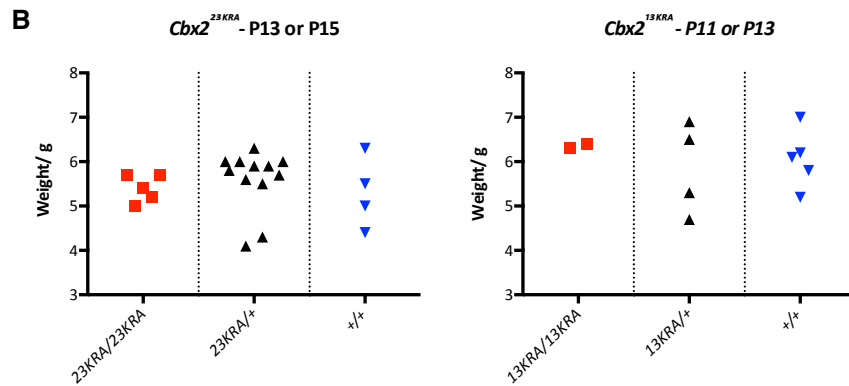 B
Cbx2 23KRA - P13 or P15
Weight/ g
8
7
6
5
4
3
23KRA/23KRA
23KRA/+
+/+
Cbx2 13KRA - P11 or P13
Weight/ g
8
7
6
5
4
3
13KRA/13KRA
13KRA/+
+/+